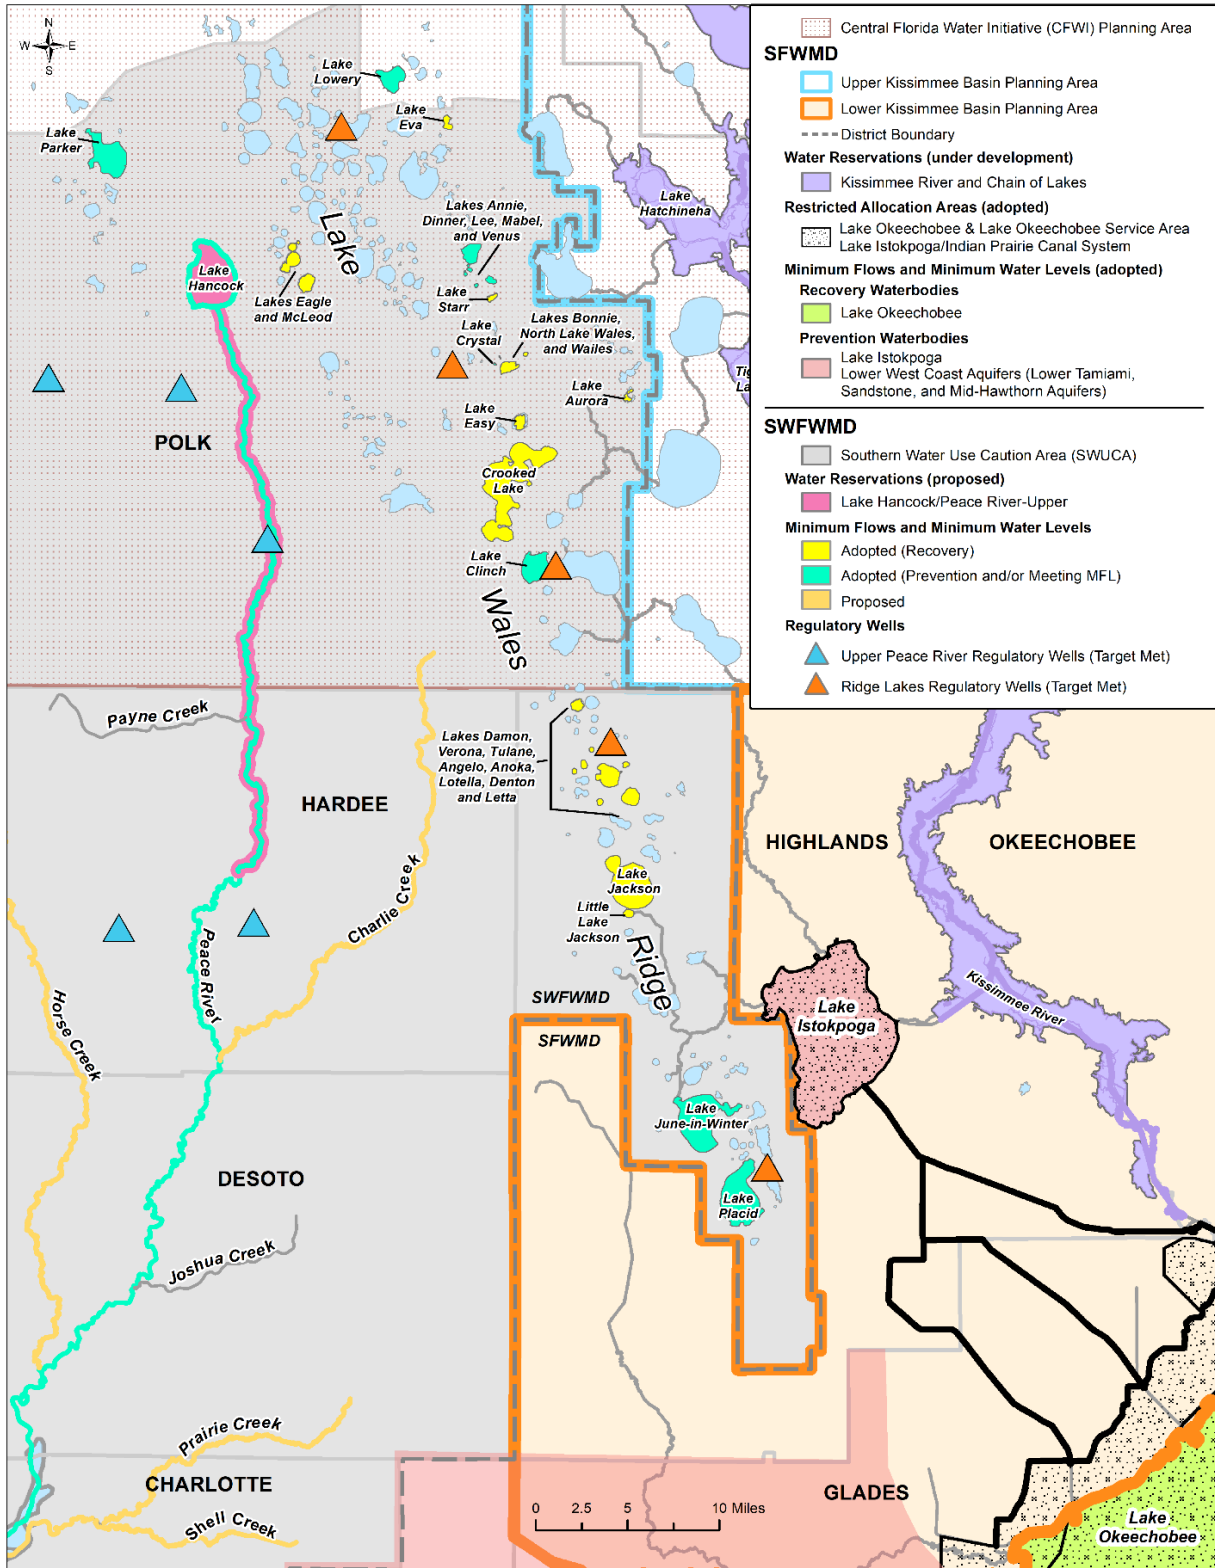 N
W E
S
Lake
Lowery
Lake
Eva
Lake
Parker
Lake
Hatchineha
Lakes Annie,
Dinner, Lee, Mabel,
and Venus
Lake
Lake
Hancock
Lakes Eagle
and McLeod
Lake
Starr
Lake
Crystal
Lakes Bonnie,
North Lake Wales,
and Wailes
Lake
Aurora
Lake
Easy
POLK
Crooked
Lake
Lake
Clinch
Wales
Payne Creek
Lakes Damon,
Verona, Tulane,
Angelo, Anoka,
Lotella, Denton
and Letta
HARDEE
HIGHLANDS
OKEECHOBEE
Charlie Creek
Lake
Jackson
Little
Lake
Jackson
Peace River
Ridge
Horse Creek
SWFWMD
SFWMD
Lake
Istokpoga
Kissimmee River
Lake
June-in-Winter
DESOTO
Lake
Placid
Joshua Creek
Prairie Creek
CHARLOTTE
Shell Creek
GLADES
0 2.5 5 10 Miles
Lake
Okeechobee
Central Florida Water Initiative (CFWI) Planning Area
SFWMD
Upper Kissimmee Basin Planning Area
Lower Kissimmee Basin Planning Area
District Boundary
Water Reservations (under development)
Kissimmee River and Chain of Lakes
Restricted Allocation Areas (adopted)
Lake Okeechobee & Lake Okeechobee Service Area
Lake Istokpoga/Indian Prairie Canal System
Minimum Flows and Minimum Water Levels (adopted)
Recovery Waterbodies
Lake Okeechobee
Prevention Waterbodies
Lake Istokpoga
Lower West Coast Aquifers (Lower Tamiami,
Sandstone, and Mid-Hawthorn Aquifers)
SWFWMD
Southern Water Use Caution Area (SWUCA)
Water Reservations (proposed)
Lake Hancock/Peace River-Upper
Minimum Flows and Minimum Water Levels
Adopted (Recovery)
Adopted (Prevention and/or Meeting MFL)
Proposed
Regulatory Wells
Upper Peace River Regulatory Wells (Target Met)
Ridge Lakes Regulatory Wells (Target Met)